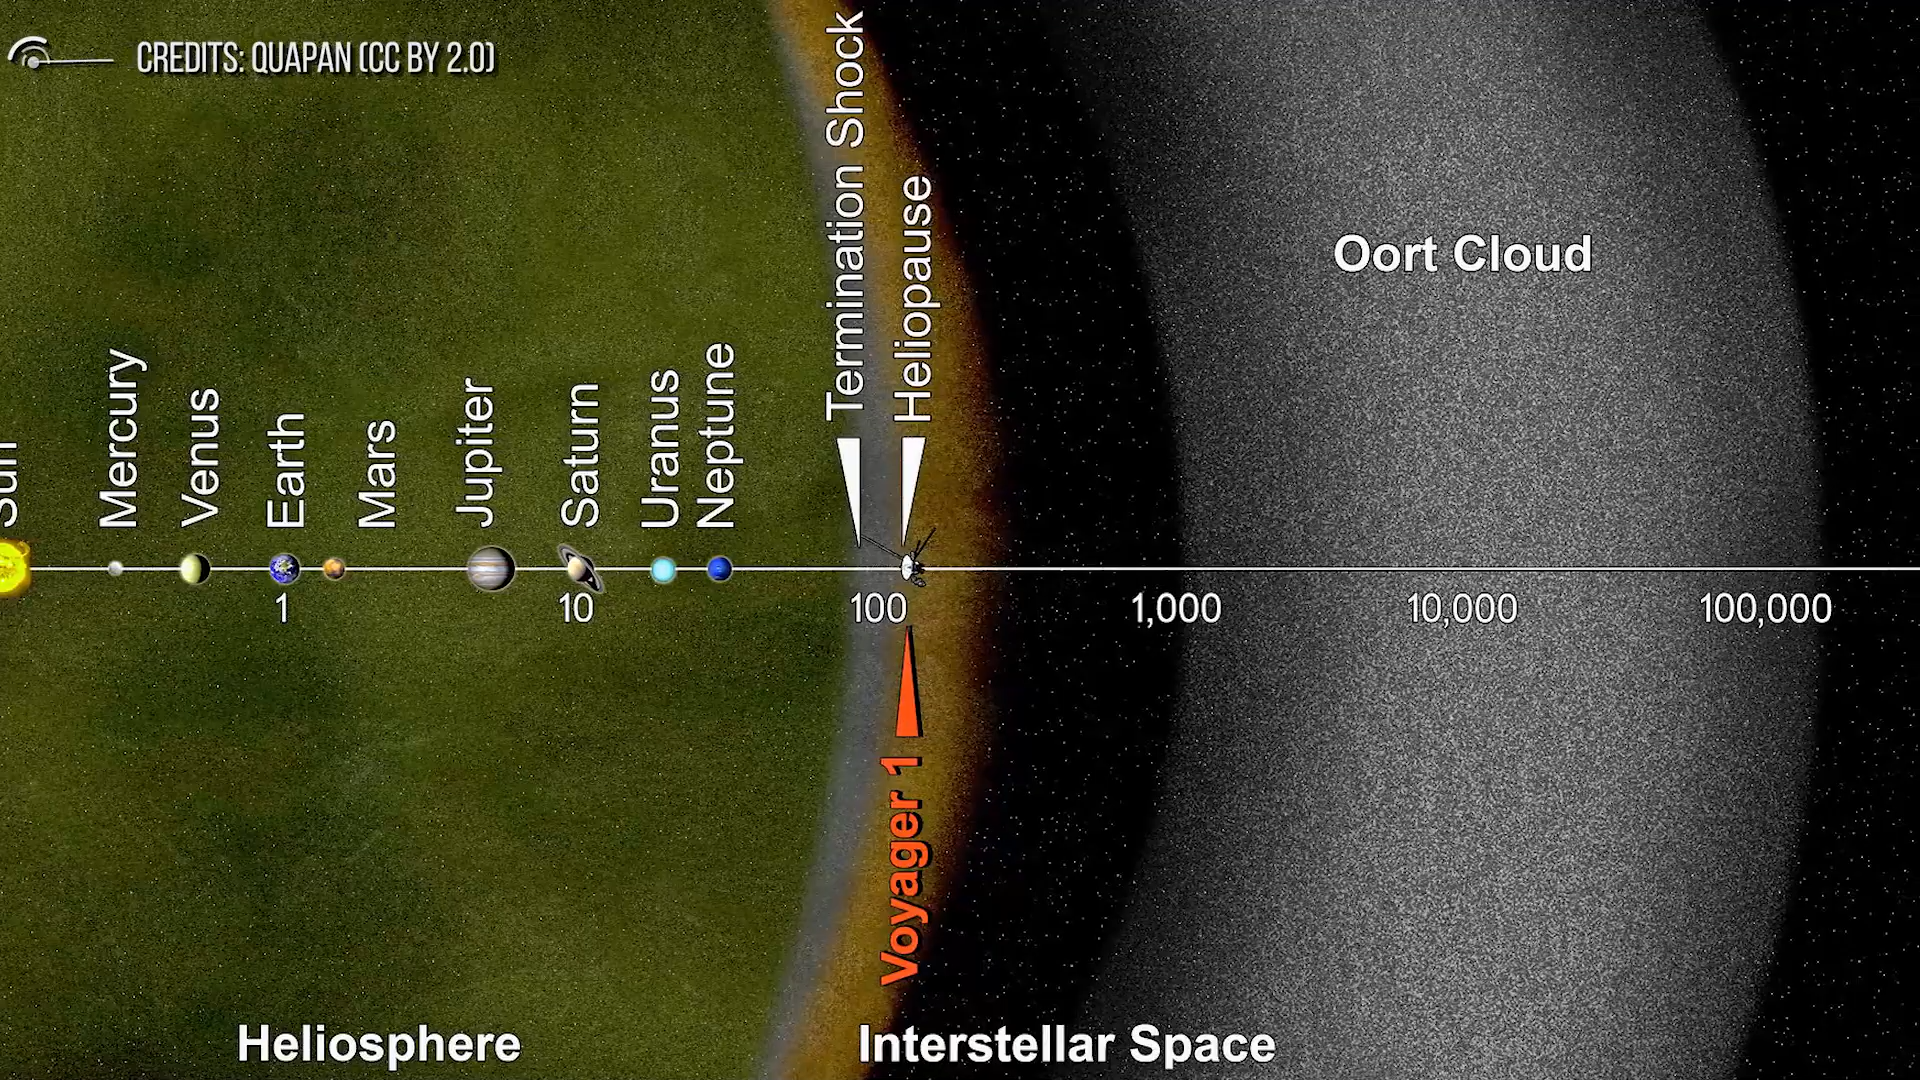 CREDITS: QUAPAN (CC BY 2.0)
Termination Shock
Heliopause
Oort Cloud
Sun
Mercury
Venus
Earth
Mars
Jupiter
Saturn
Uranus
Neptune
1
10
100
1,000
10,000
100,000
Voyager 1
Heliosphere
Interstellar Space